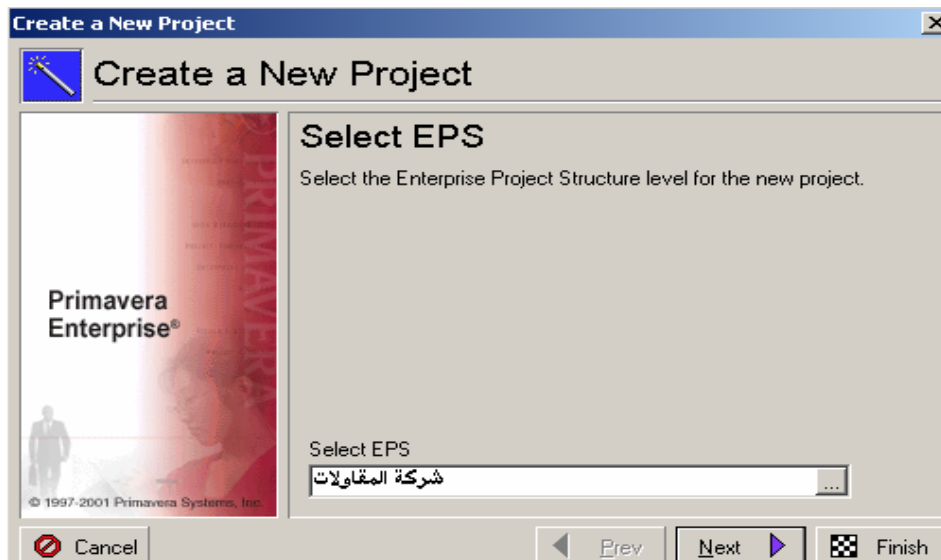 Create a New Project
Create a New Project
Select EPS
Select the Enterprise Project Structure level for the new project.
PRIMAVERA
Primavera
Enterprise®
© 1997-2001 Primavera Systems, Inc.
Select EPS
شركة المقاولات
...
Cancel
Prev
Next
Finish